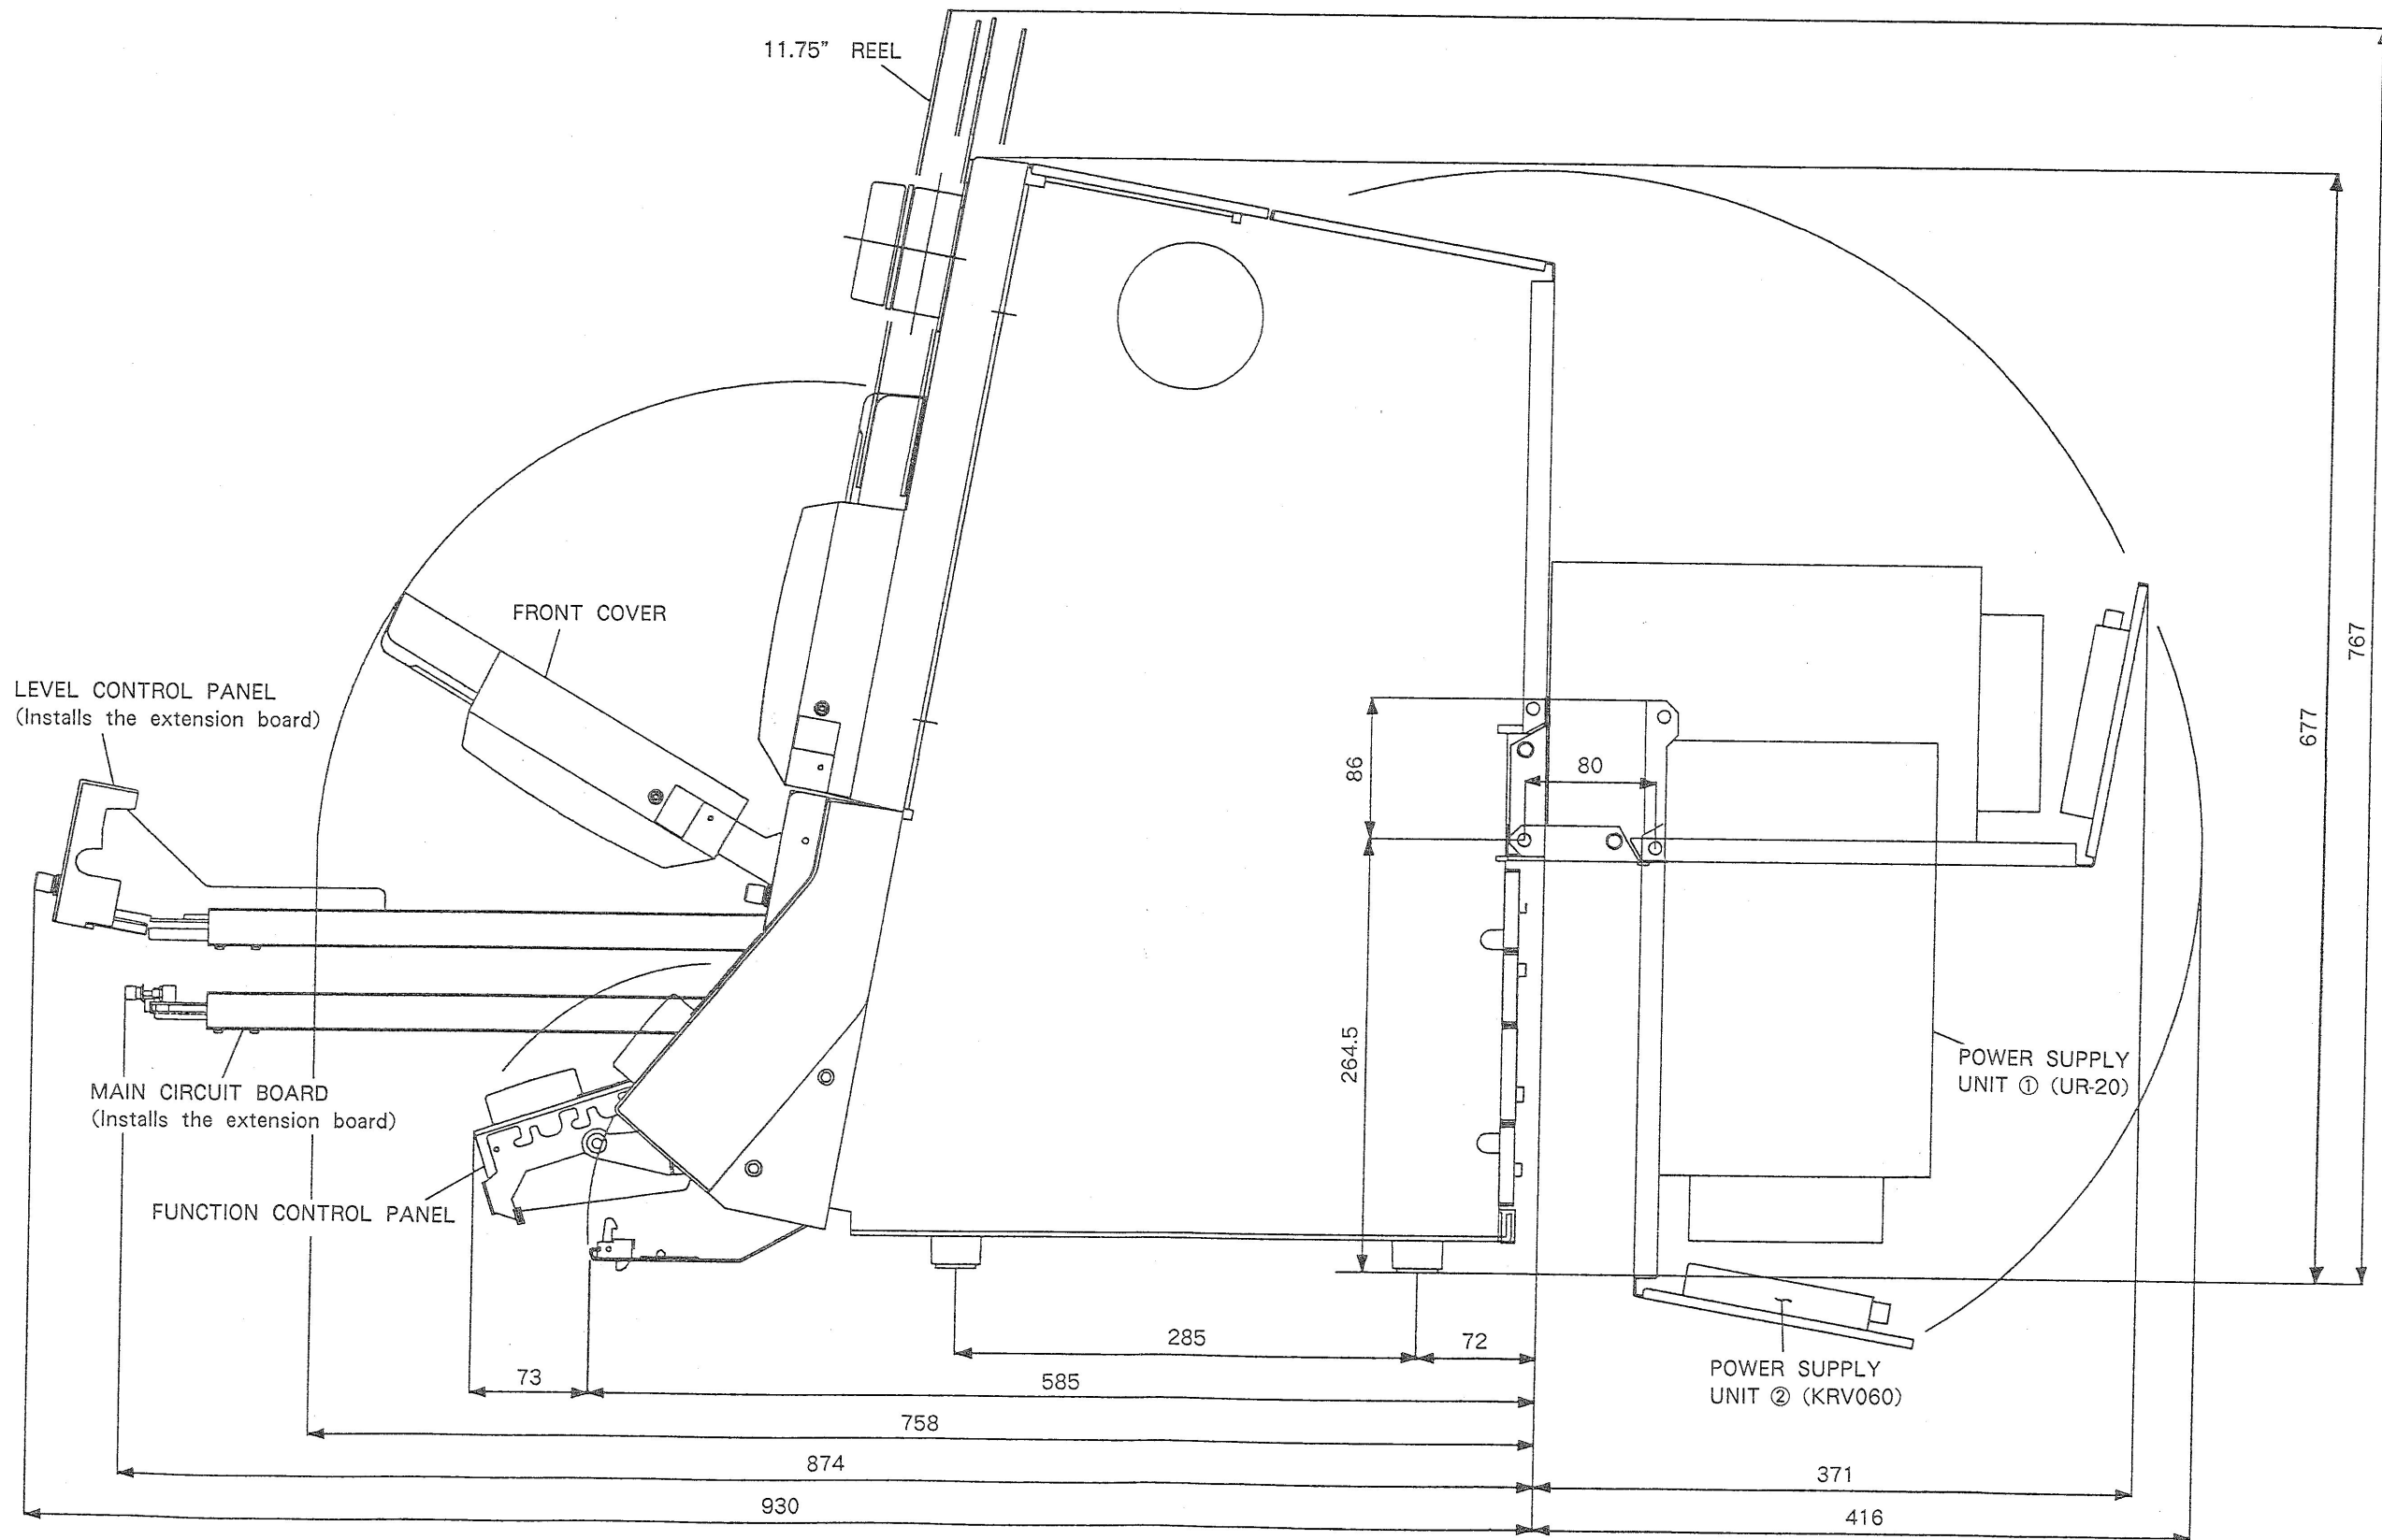 11.75” REEL
FRONT COVER
LEVEL CONTROL PANEL
(Installs the extension board)
86
80
677
767
264.5
MAIN CIRCUIT BOARD
(Installs the extension board)
FUNCTION CONTROL PANEL
POWER SUPPLY
UNIT ① (UR-20)
285
72
73
585
POWER SUPPLY
UNIT ② (KRV060)
758
874
371
930
416